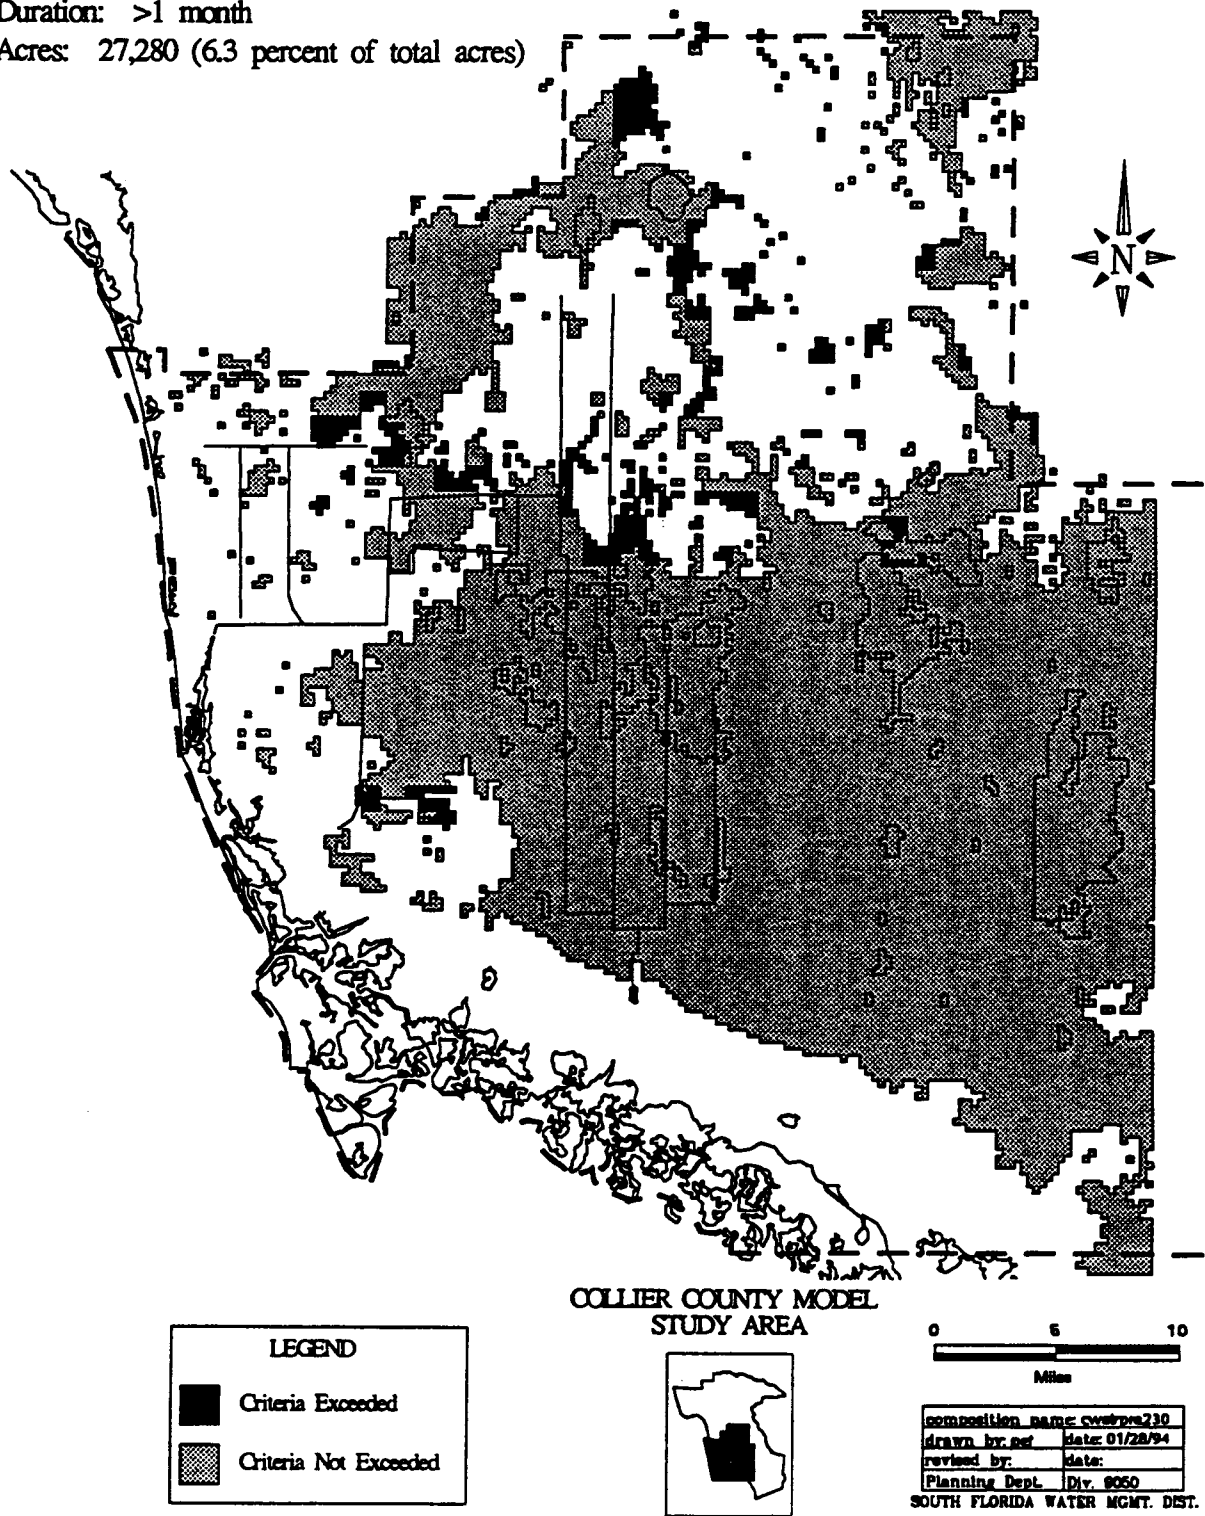 Duration: >1 month
Acres: 27,280 (6.3 percent of total acres)
N
COLLIER COUNTY MODEL
STUDY AREA
LEGEND
Criteria Exceeded
Criteria Not Exceeded
0 5 10
Miles
composition name:
drawn by: pef date: 01/28/94
revised by: date:
Planning Dept. Div. 9050
SOUTH FLORIDA WATER MGMT. DIST.